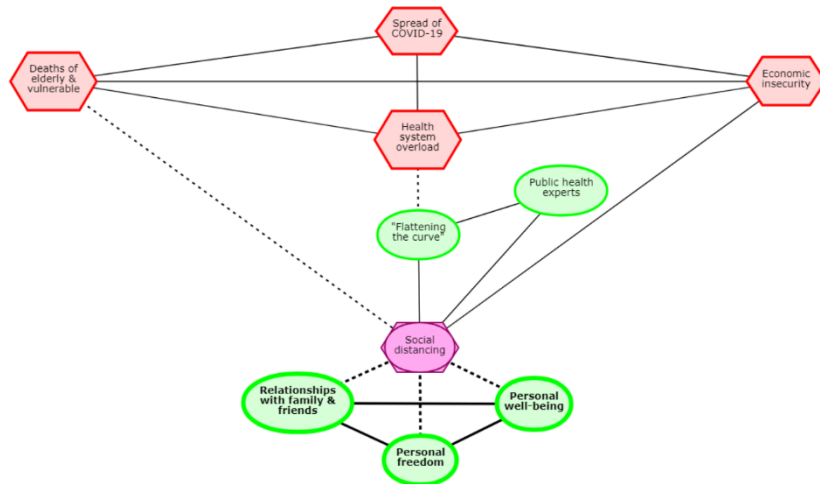 Spread of
COVID-19
Deaths of
elderly &
vulnerable
Economic
insecurity
Health
system
overload
Public health
experts
"Flattening
the curve"
Social
distancing
Relationships
with family &
friends
Personal
well-being
Personal
freedom